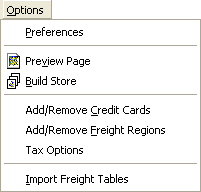 Options
Preferences
Preview Page
Build Store
Add/Remove Credit Cards
Add/Remove Freight Regions
Tax Options
Import Freight Tables